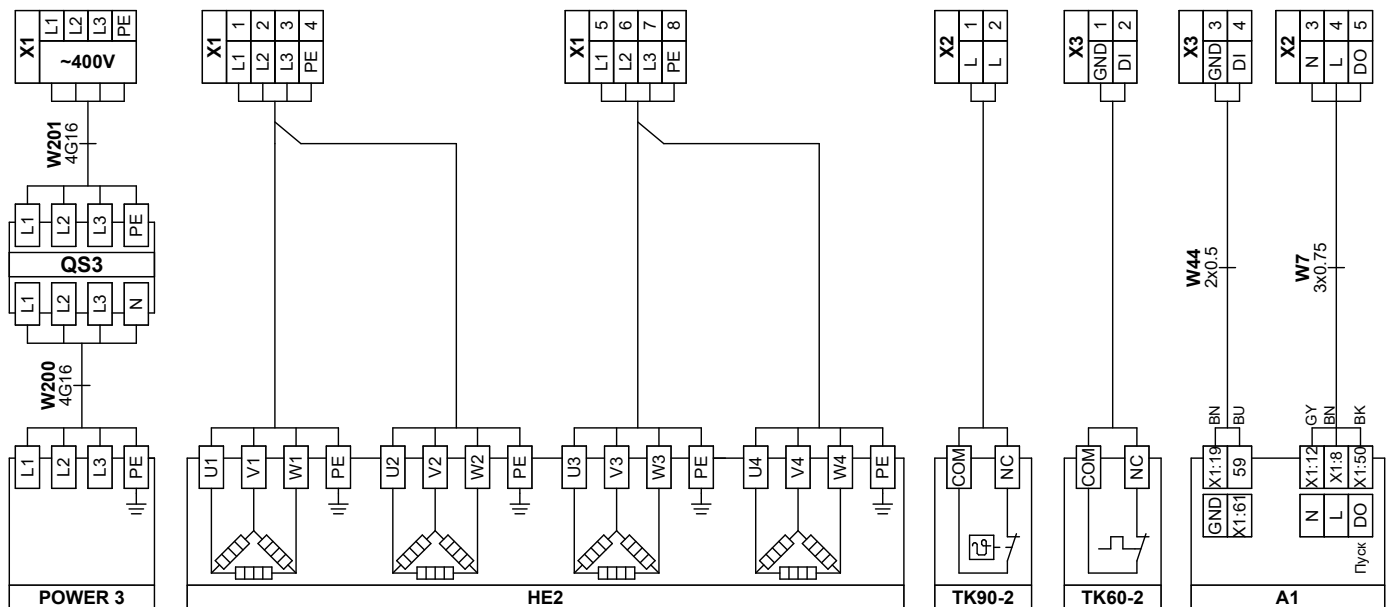 X1
L1
L2
L3
PE
~400V
W201
4G16
L1
L2
L3
PE
QS3
L1
L2
L3
N
W200
4G16
L1
L2
L3
PE
POWER 3
X1
1
2
3
4
L1
L2
L3
PE
X1
5
6
7
8
L1
L2
L3
PE
U1
V1
W1
PE
U2
V2
W2
PE
U3
V3
W3
PE
U4
V4
W4
PE
HE2
X2
1
2
L
L
COM
NC
ϑ
TK90-2
X3
1
2
GND
DI
COM
NC
TK60-2
X3
3
4
GND
DI
W44
2x0.5
BN
BU
X1:19
59
GND
X1:61
X2
3
4
5
N
L
DO
W7
3x0.75
GY
BN
BK
X1:12
X1:8
X1:50
N
L
DO
Пуск
A1